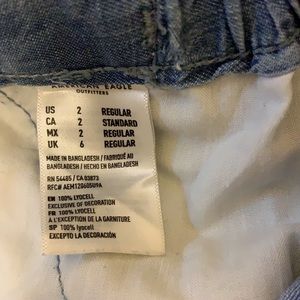 AMERICAN EAGLE
OUTFITTERS
US 2 REGULAR
CA 2 STANDARD
MX 2 REGULAR
UK 6 REGULAR
MADE IN BANGLADESH / FABRIQUÉ AU
BANGLADESH / HECHO EN BANGLADESH
RN 54485 / CA 03873
EN 100% LYOCELL
EXCLUSIVE OF DECORATION
FR 100% LYOCELL
EXCEPTION DE LA GARNITURE
SP 100% lyocell
EXCEPTO LA DECORACIÓN